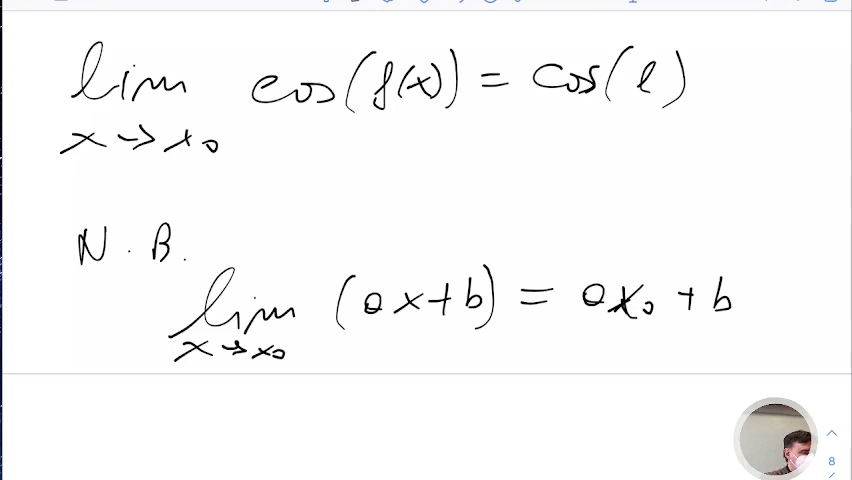 lim cos(f(x)) = cos(l)
x→x₀
N.B.
lim (ax+b) = ax₀ + b
x→x₀
8